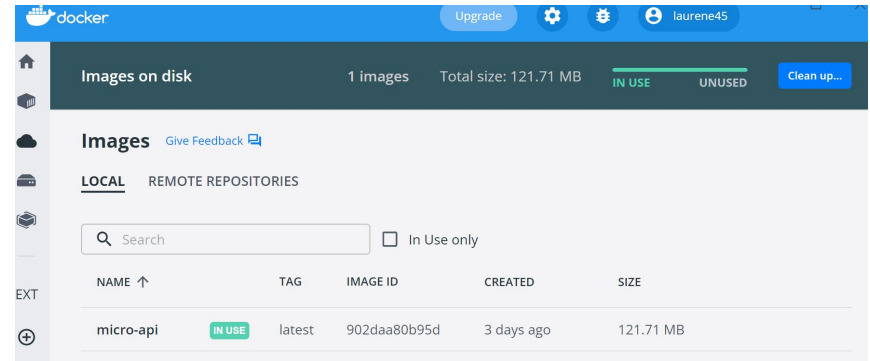 docker
Upgrade
laurene45
Images on disk
1 images
Total size: 121.71 MB
IN USE
UNUSED
Clean up...
Images
Give Feedback
LOCAL
REMOTE REPOSITORIES
Search
In Use only
NAME
TAG
IMAGE ID
CREATED
SIZE
EXT
micro-api
IN USE
latest
902daa80b95d
3 days ago
121.71 MB